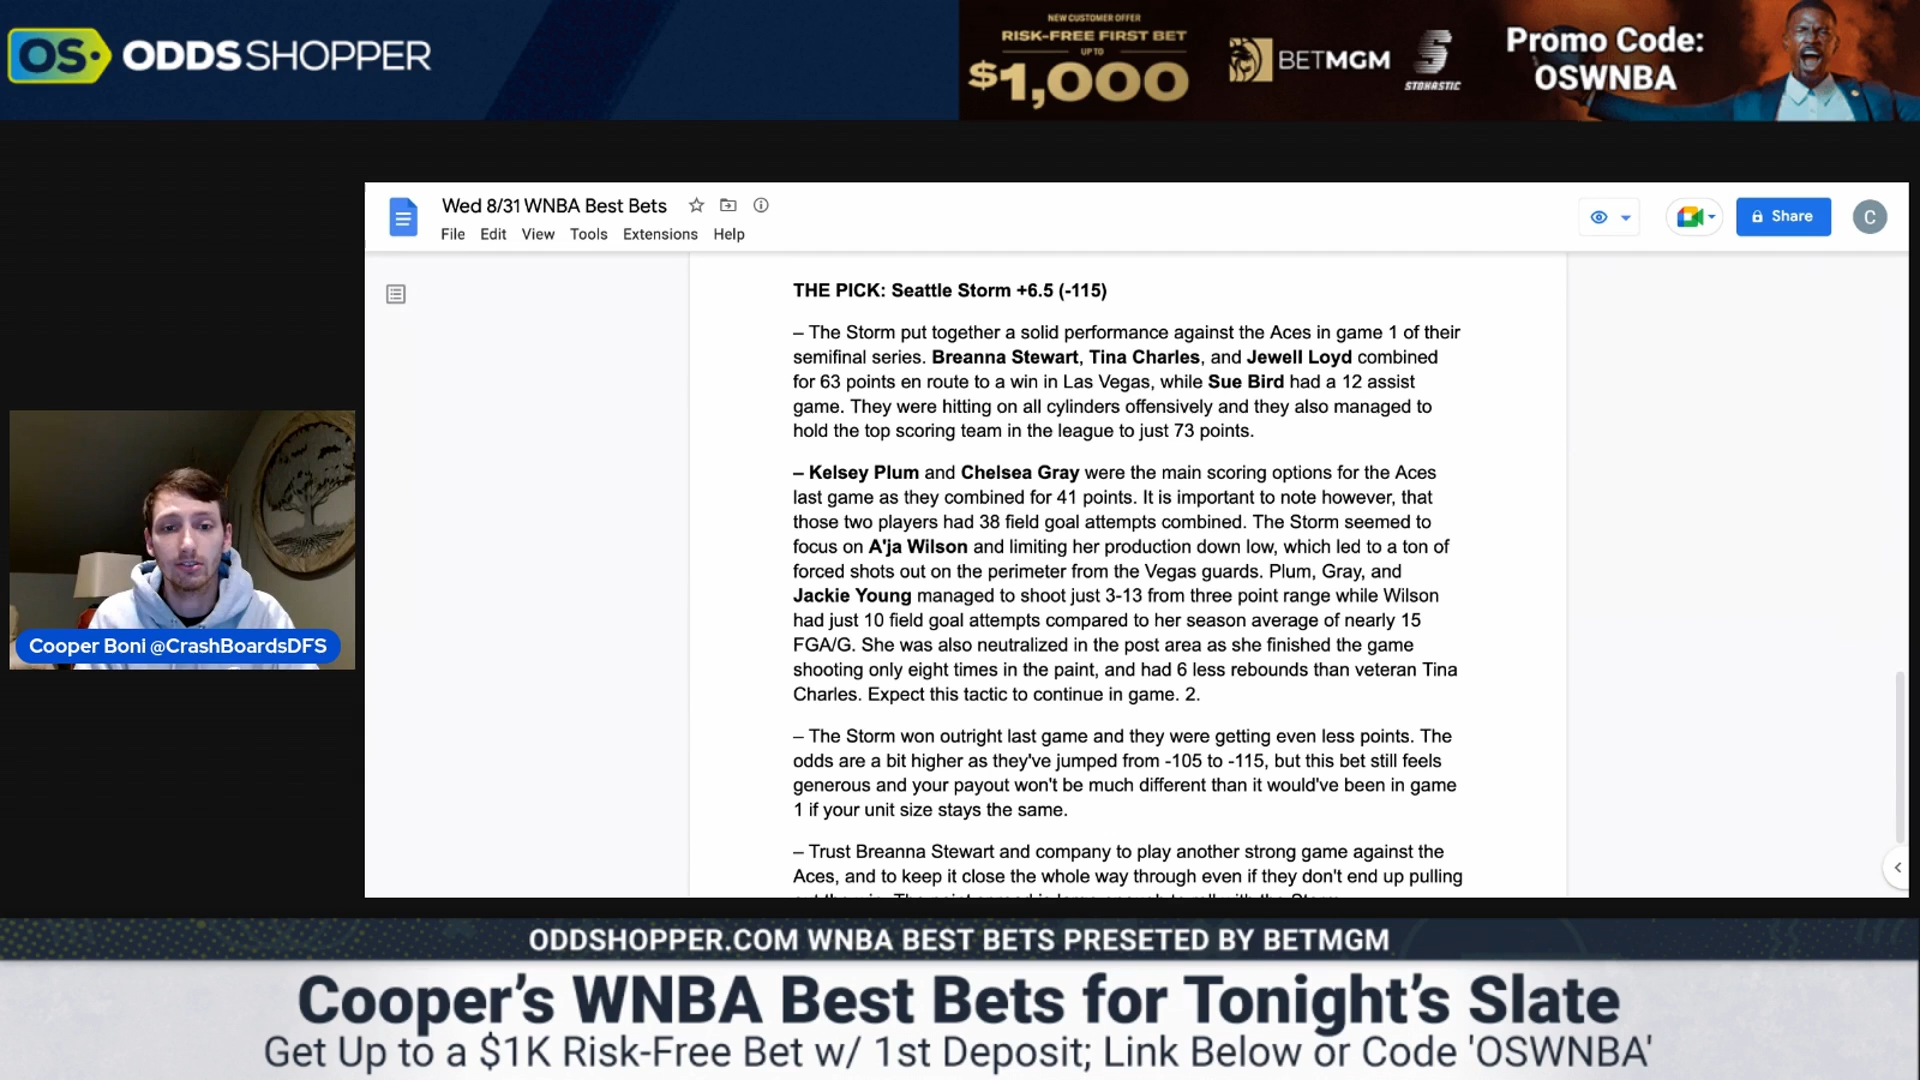 OS. ODDSSHOPPER
NEW CUSTOMER OFFER
RISK-FREE FIRST BET
UP TO
$1,000
BETMGM
STOKASTIC
Promo Code:
OSWNBA
Wed 8/31 WNBA Best Bets
File Edit View Tools Extensions Help
Share
C
THE PICK: Seattle Storm +6.5 (-115)
– The Storm put together a solid performance against the Aces in game 1 of their
semifinal series. Breanna Stewart, Tina Charles, and Jewell Loyd combined
for 63 points en route to a win in Las Vegas, while Sue Bird had a 12 assist
game. They were hitting on all cylinders offensively and they also managed to
hold the top scoring team in the league to just 73 points.
– Kelsey Plum and Chelsea Gray were the main scoring options for the Aces
last game as they combined for 41 points. It is important to note however, that
those two players had 38 field goal attempts combined. The Storm seemed to
focus on A'ja Wilson and limiting her production down low, which led to a ton of
forced shots out on the perimeter from the Vegas guards. Plum, Gray, and
Jackie Young managed to shoot just 3-13 from three point range while Wilson
had just 10 field goal attempts compared to her season average of nearly 15
FGA/G. She was also neutralized in the post area as she finished the game
shooting only eight times in the paint, and had 6 less rebounds than veteran Tina
Charles. Expect this tactic to continue in game. 2.
– The Storm won outright last game and they were getting even less points. The
odds are a bit higher as they've jumped from -105 to -115, but this bet still feels
generous and your payout won't be much different than it would've been in game
1 if your unit size stays the same.
– Trust Breanna Stewart and company to play another strong game against the
Aces, and to keep it close the whole way through even if they don't end up pulling
Cooper Boni @CrashBoardsDFS
ODDSHOPPER.COM WNBA BEST BETS PRESETED BY BETMGM
Cooper's WNBA Best Bets for Tonight's Slate
Get Up to a $1K Risk-Free Bet w/ 1st Deposit; Link Below or Code 'OSWNBA'